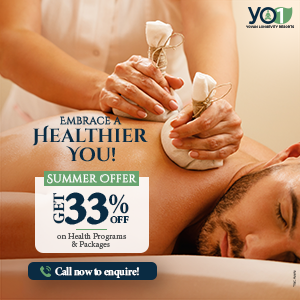 yo1
YOGIK LONGEVITY RESORTS
EMBRACE A
HEALTHIER
YOU!
SUMMER OFFER
GET 33% OFF
on Health Programs
& Packages
Call now to enquire!